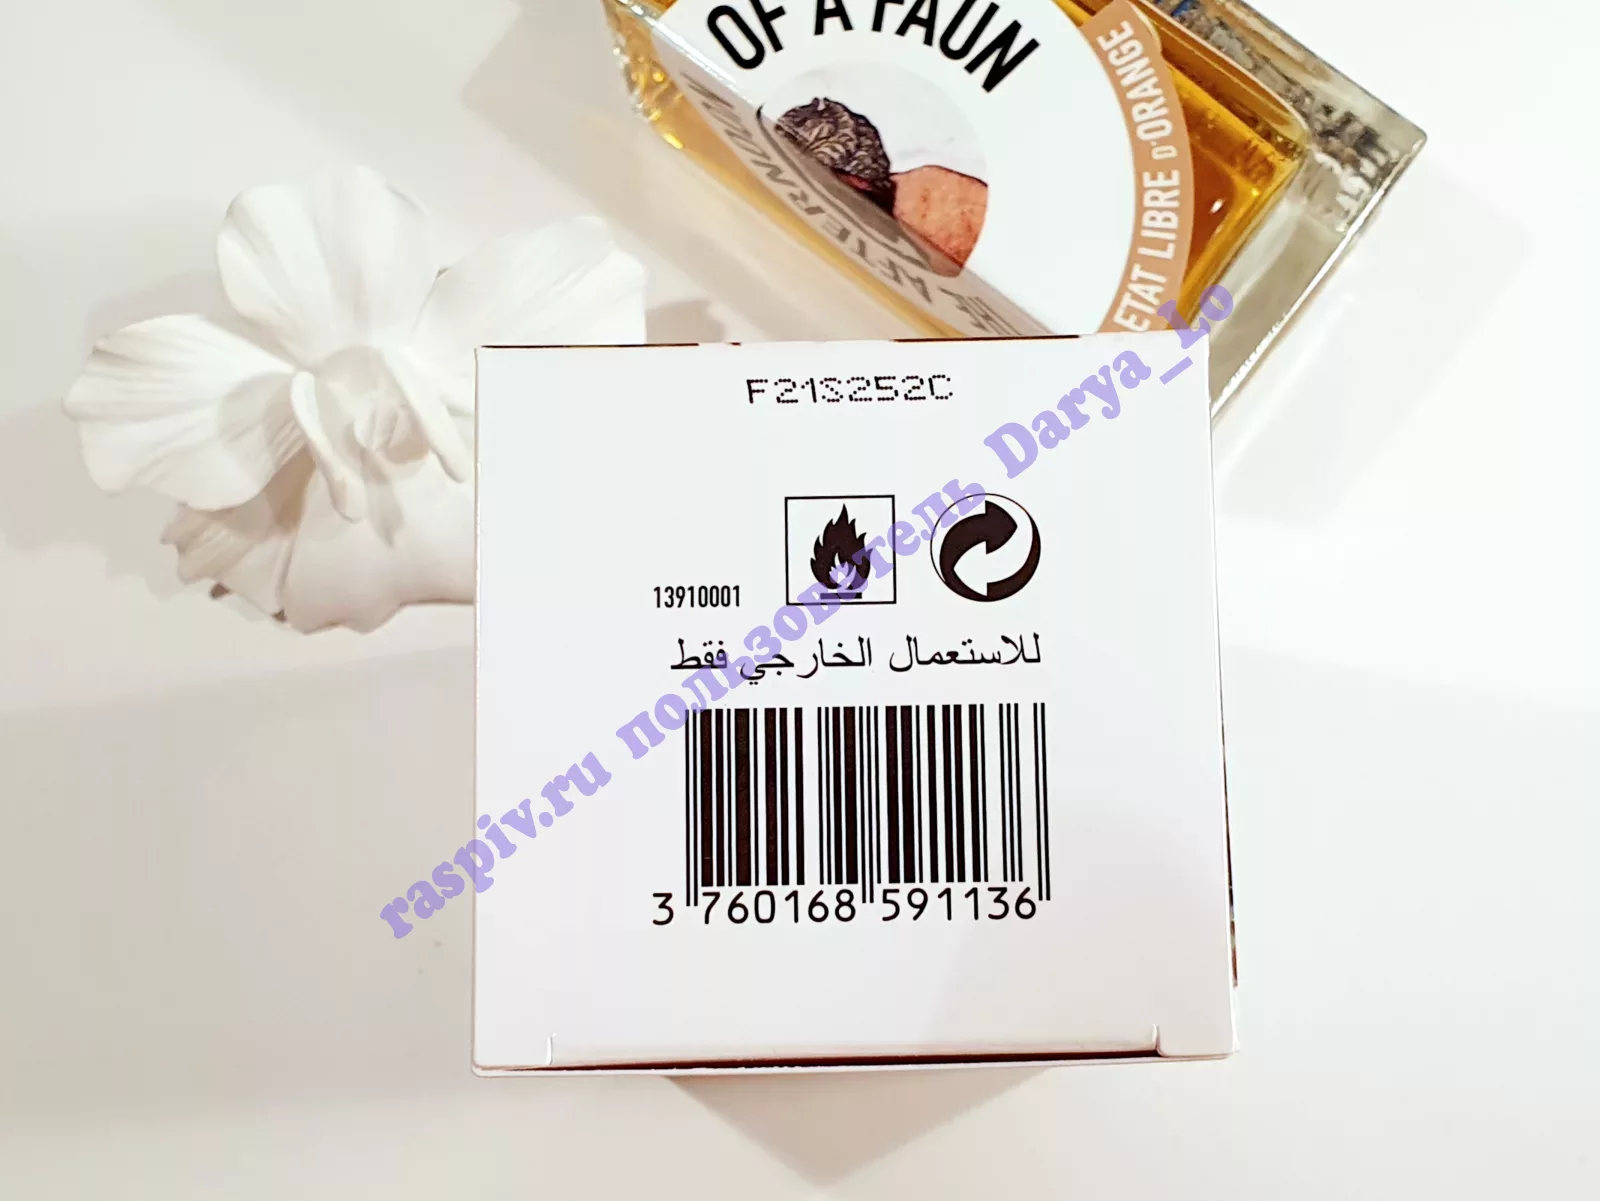 OF A FAUN
ETAT LIBRE D'ORANGE
F21S252C
13910001
للاستعمال الخارجي فقط
3 760168 591136
raspiv.ru пользователь Darya_Lo